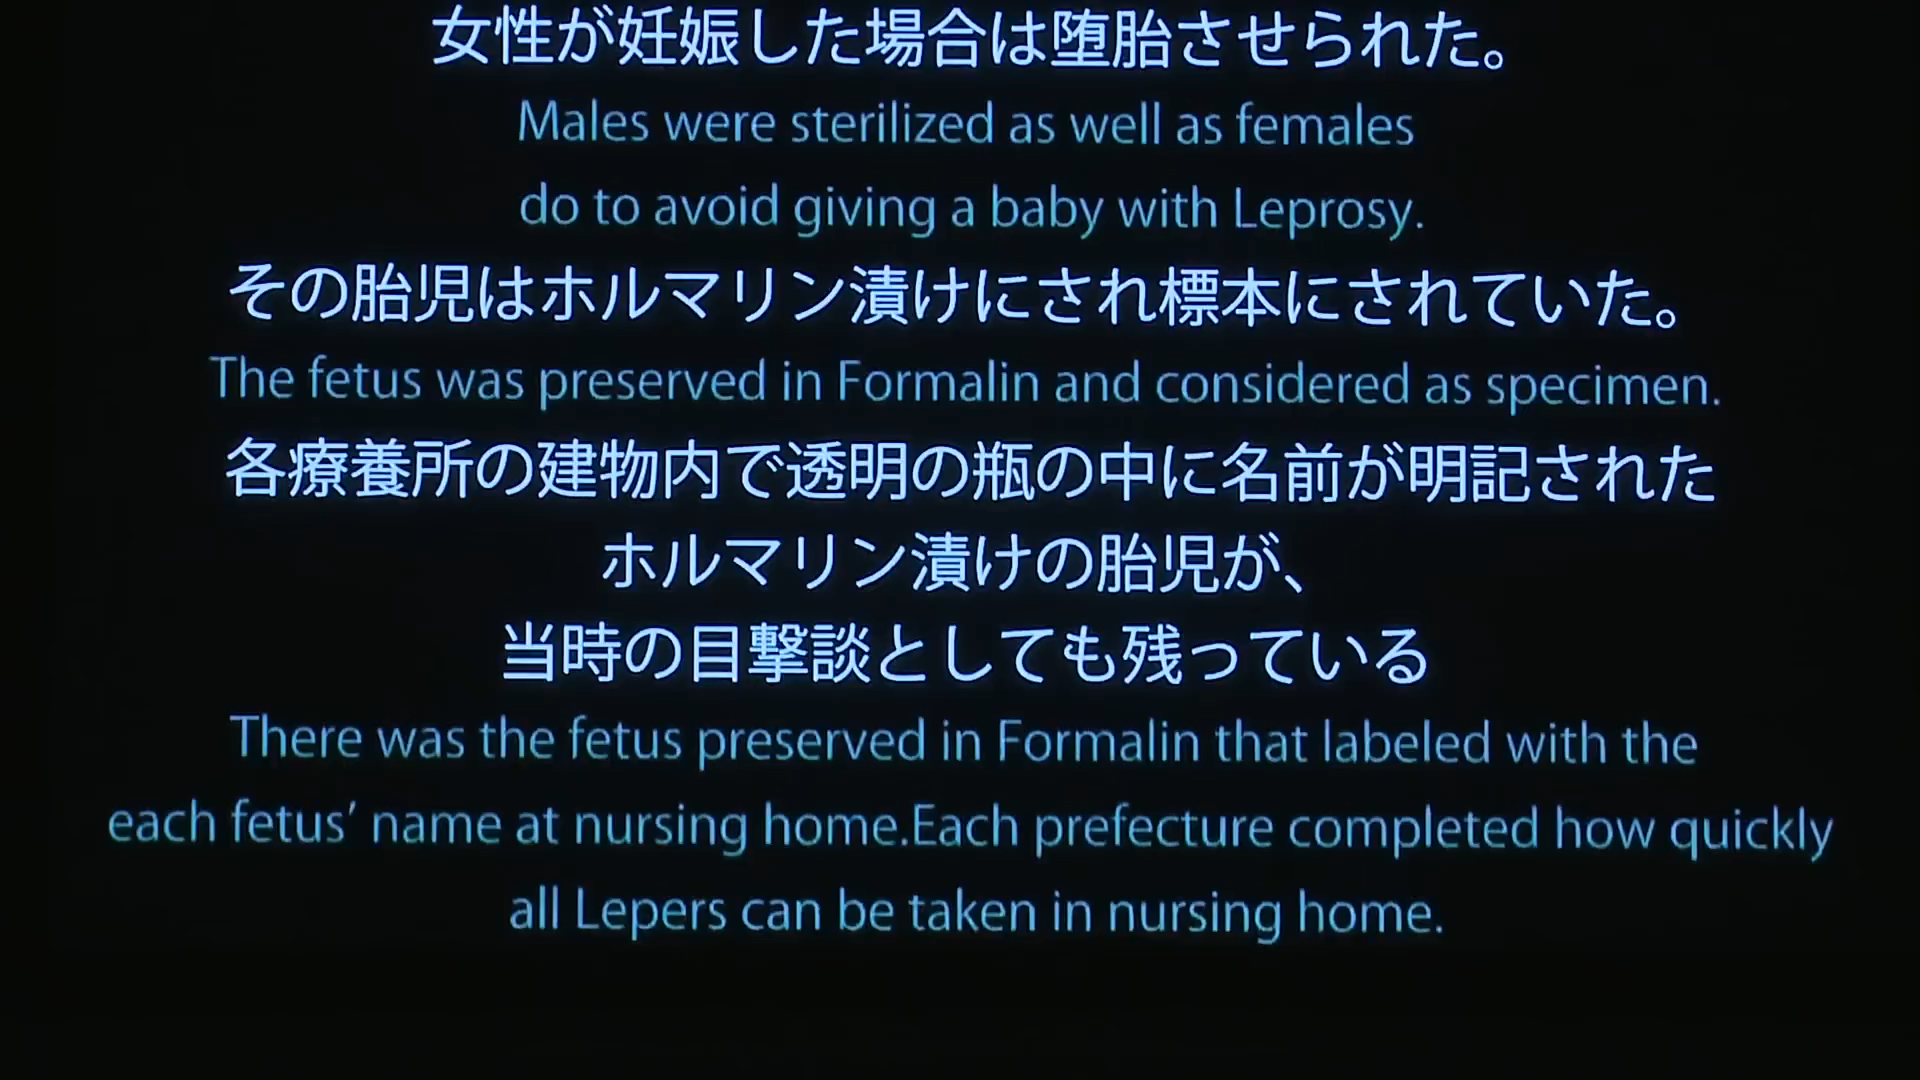 女性が妊娠した場合は堕胎させられた。
Males were sterilized as well as females
do to avoid giving a baby with Leprosy.
その胎児はホルマリン漬けにされ標本にされていた。
The fetus was preserved in Formalin and considered as specimen.
各療養所の建物内で透明の瓶の中に名前が明記された
ホルマリン漬けの胎児が、
当時の目撃談としても残っている
There was the fetus preserved in Formalin that labeled with the
each fetus’ name at nursing home.Each prefecture completed how quickly
all Lepers can be taken in nursing home.